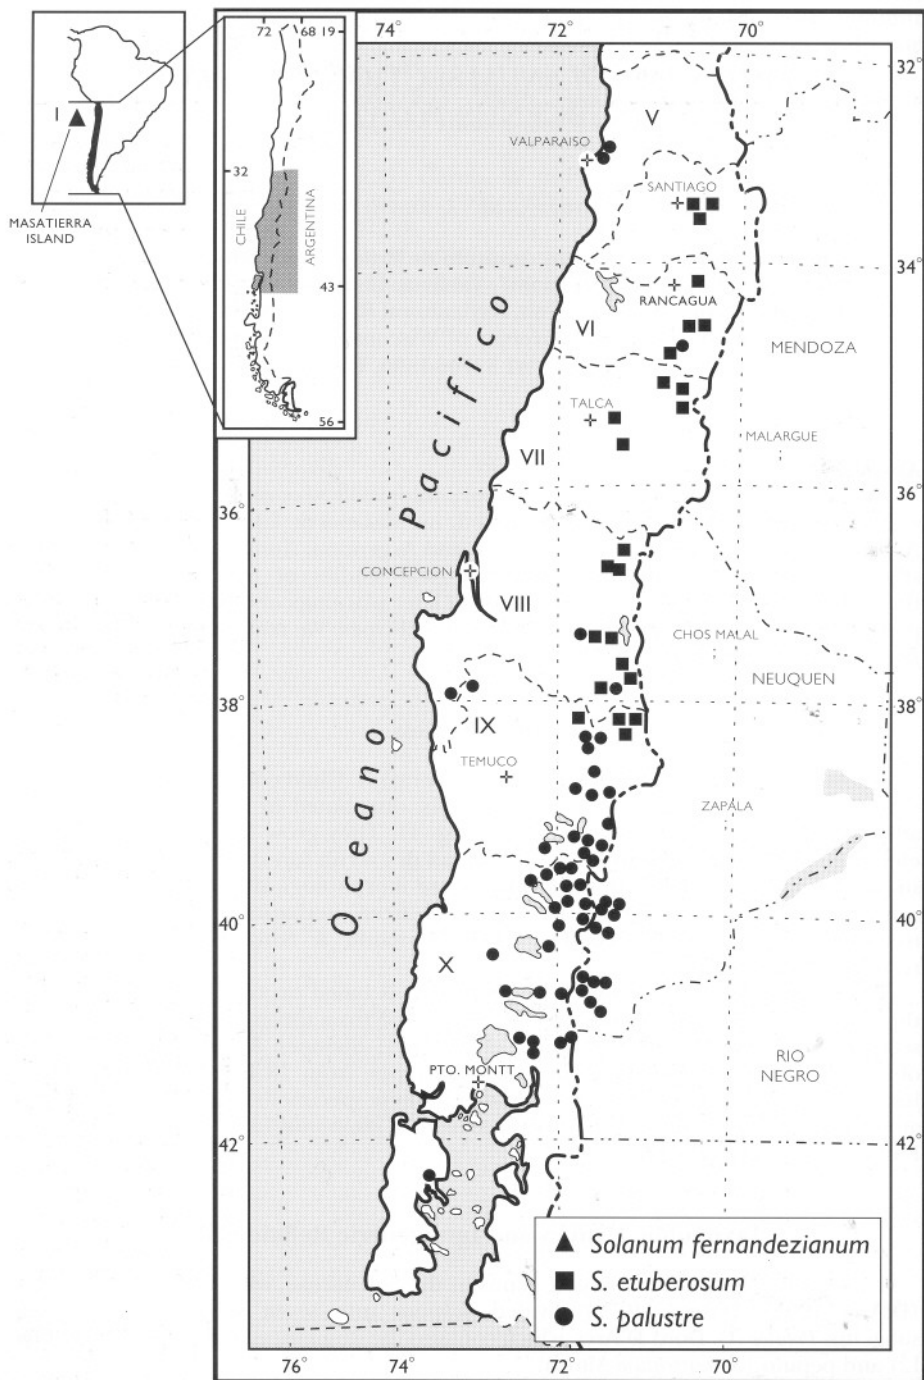 I
MASATIERRA
ISLAND
72
68 19
32
43
56
CHILE
ARGENTINA
74°
72°
70°
32°
32°
V
VALPARAISO
SANTIAGO
34°
RANCAGUA
VI
MENDOZA
TALCA
MALARGUE
VII
36°
36°
CONCEPCION
VIII
CHOS MALAL
NEUQUEN
38°
38°
IX
TEMUCO
ZAPALA
Oceano Pacifico
40°
40°
X
PTO. MONTT
RIO
NEGRO
42°
42°
Solanum fernandezianum
S. etuberosum
S. palustre
76°
74°
72°
70°